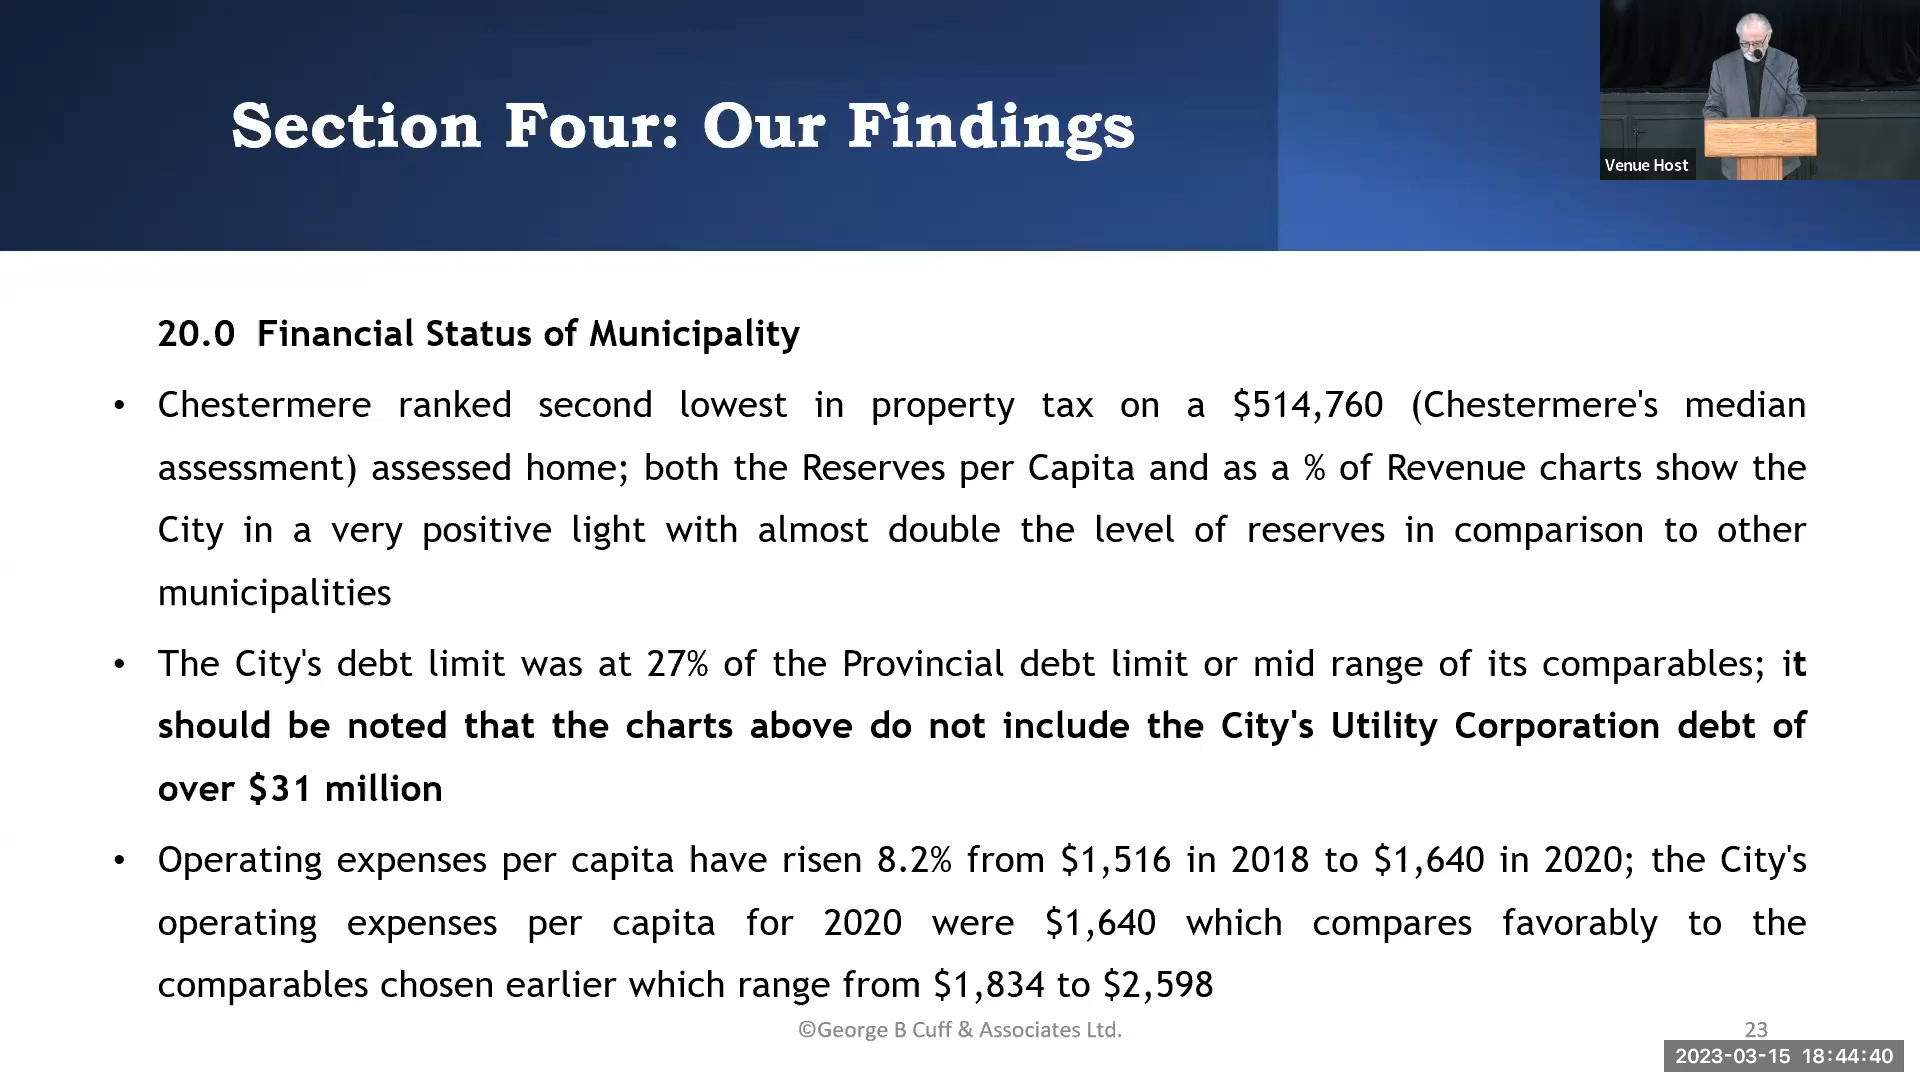 Section Four: Our Findings
Venue Host
20.0 Financial Status of Municipality
• Chestermere ranked second lowest in property tax on a $514,760 (Chestermere's median
assessment) assessed home; both the Reserves per Capita and as a % of Revenue charts show the
City in a very positive light with almost double the level of reserves in comparison to other
municipalities
• The City's debt limit was at 27% of the Provincial debt limit or mid range of its comparables; it
should be noted that the charts above do not include the City's Utility Corporation debt of
over $31 million
• Operating expenses per capita have risen 8.2% from $1,516 in 2018 to $1,640 in 2020; the City's
operating expenses per capita for 2020 were $1,640 which compares favorably to the
comparables chosen earlier which range from $1,834 to $2,598
©George B Cuff & Associates Ltd.
23
2023-03-15 18:44:40